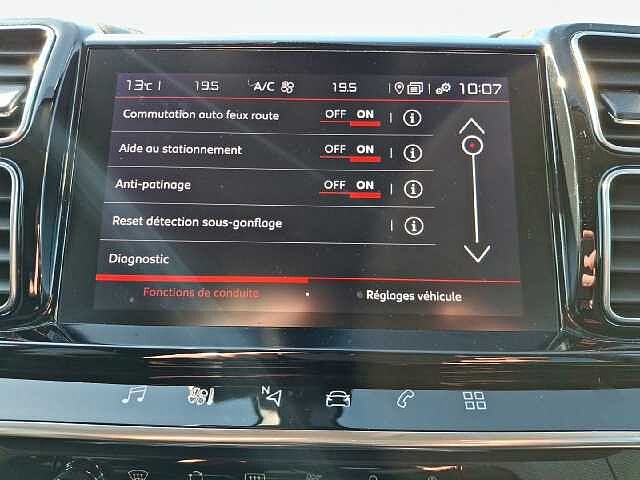 13°C | 19.5 A/C 19.5 10:07
Commutation auto feux route OFF ON
Aide au stationnement OFF ON
Anti-patinage OFF ON
Reset détection sous-gonflage
Diagnostic
Fonctions de conduite Réglages véhicule
N